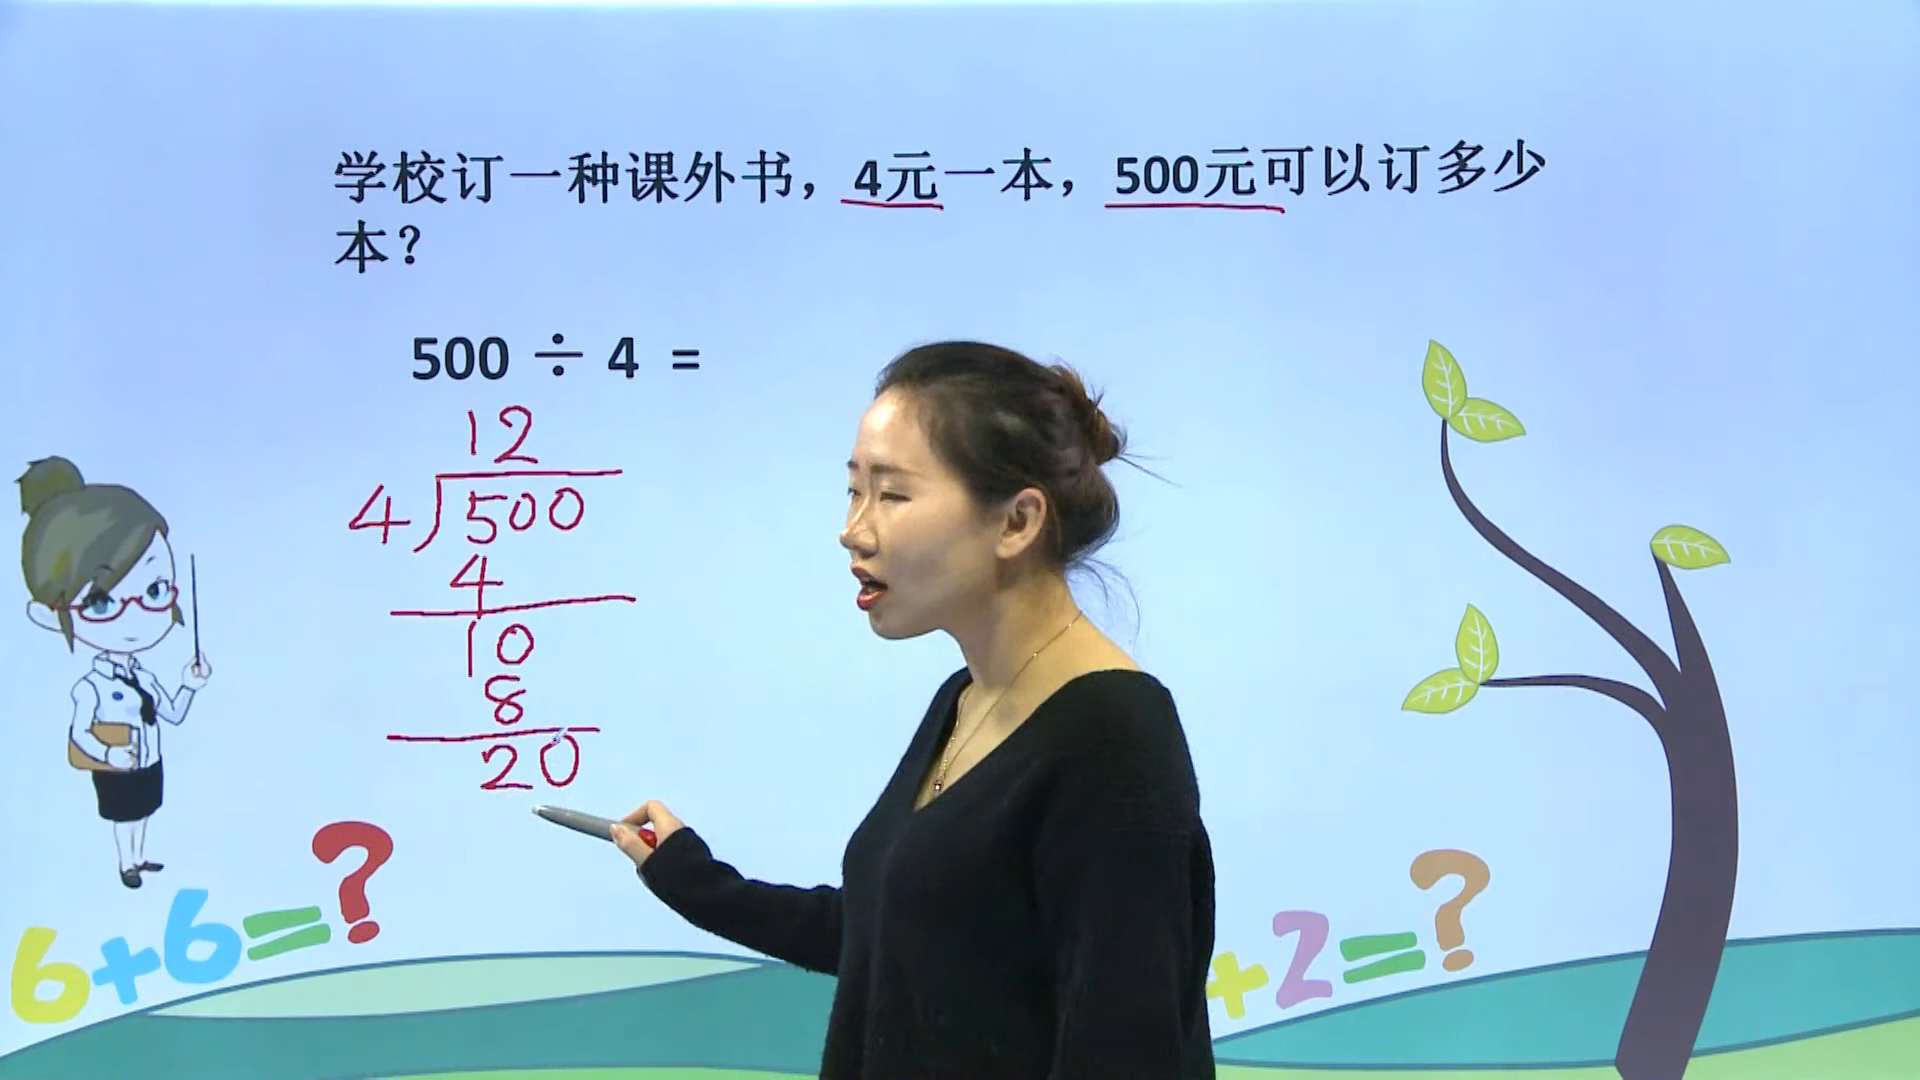 学校订一种课外书，4元一本，500元可以订多少
本？
500 ÷ 4 =
12
4 500
4
10
8
20
6+6=?
+2=?